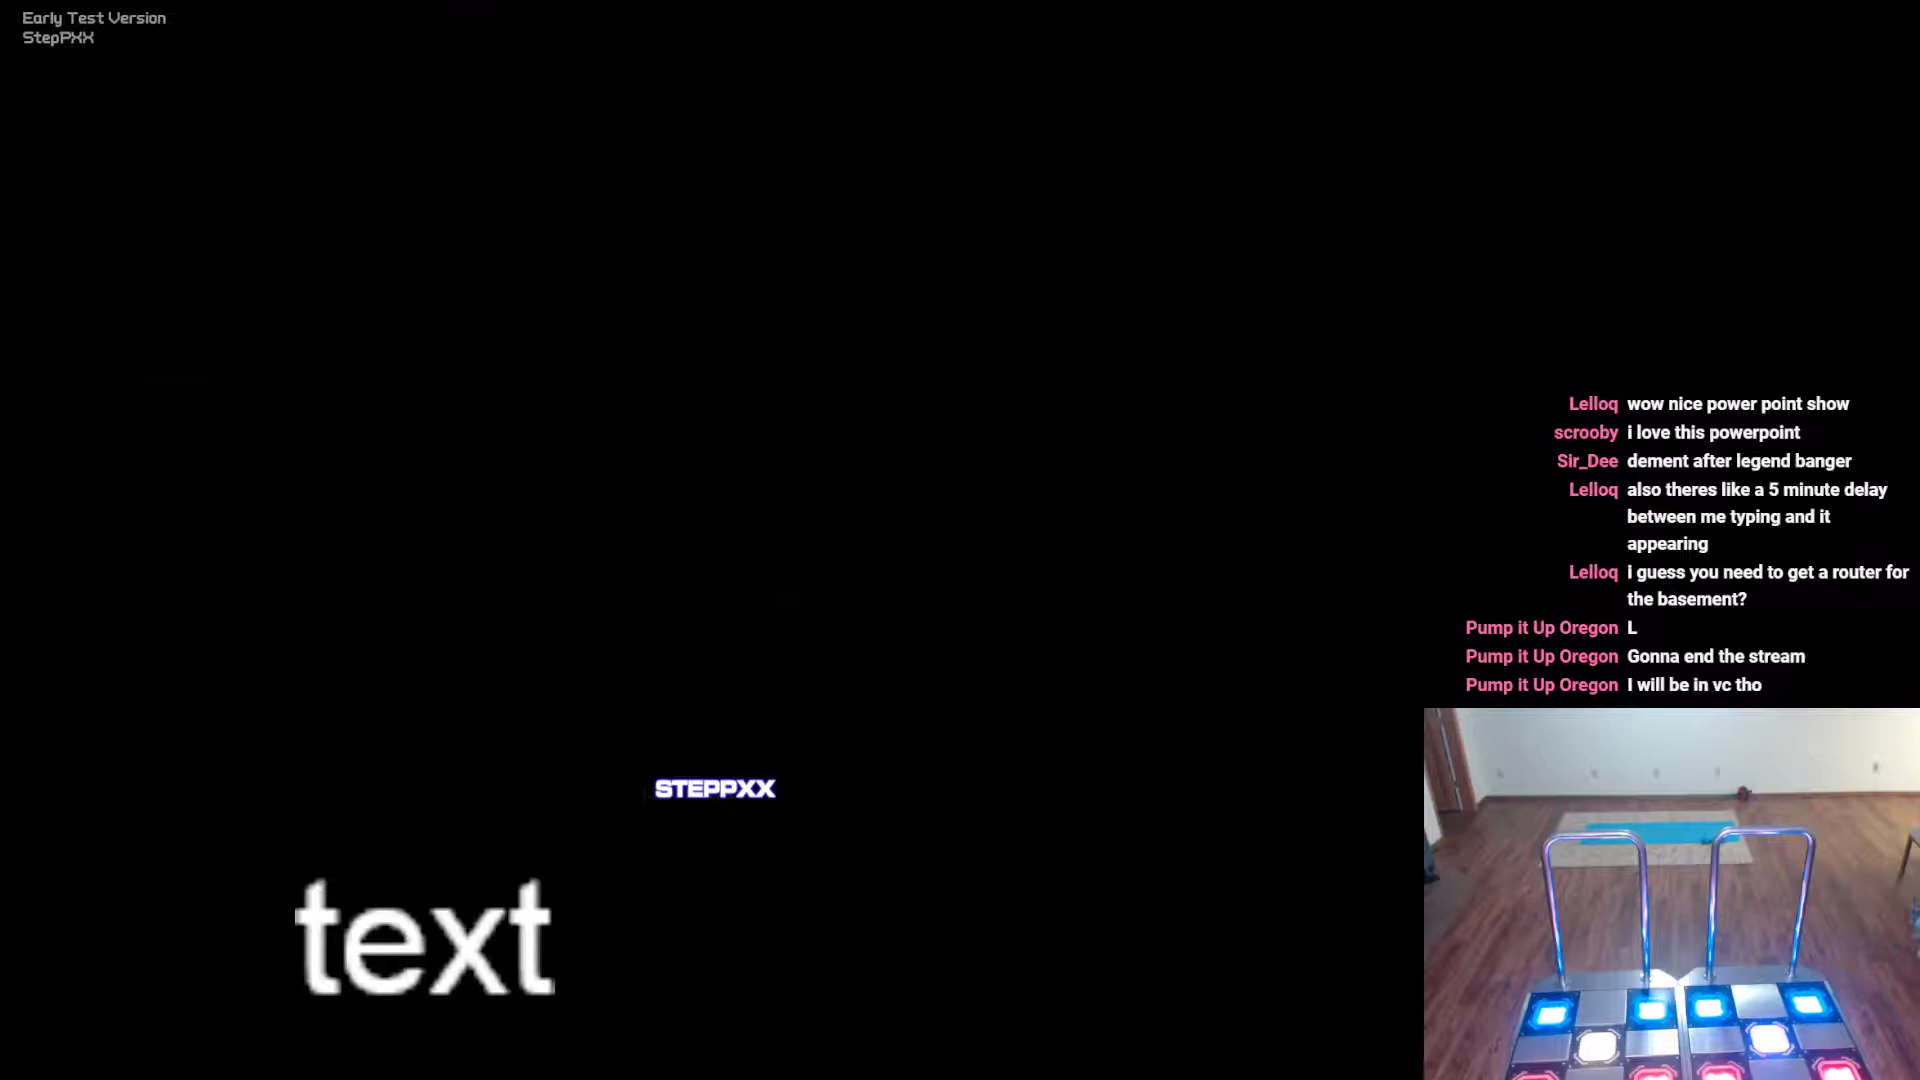 Early Test Version
StepPXX
Lelloq wow nice power point show
scrooby i love this powerpoint
Sir_Dee dement after legend banger
Lelloq also theres like a 5 minute delay
between me typing and it
appearing
Lelloq i guess you need to get a router for
the basement?
Pump it Up Oregon L
Pump it Up Oregon Gonna end the stream
Pump it Up Oregon I will be in vc tho
STEPPXX
text